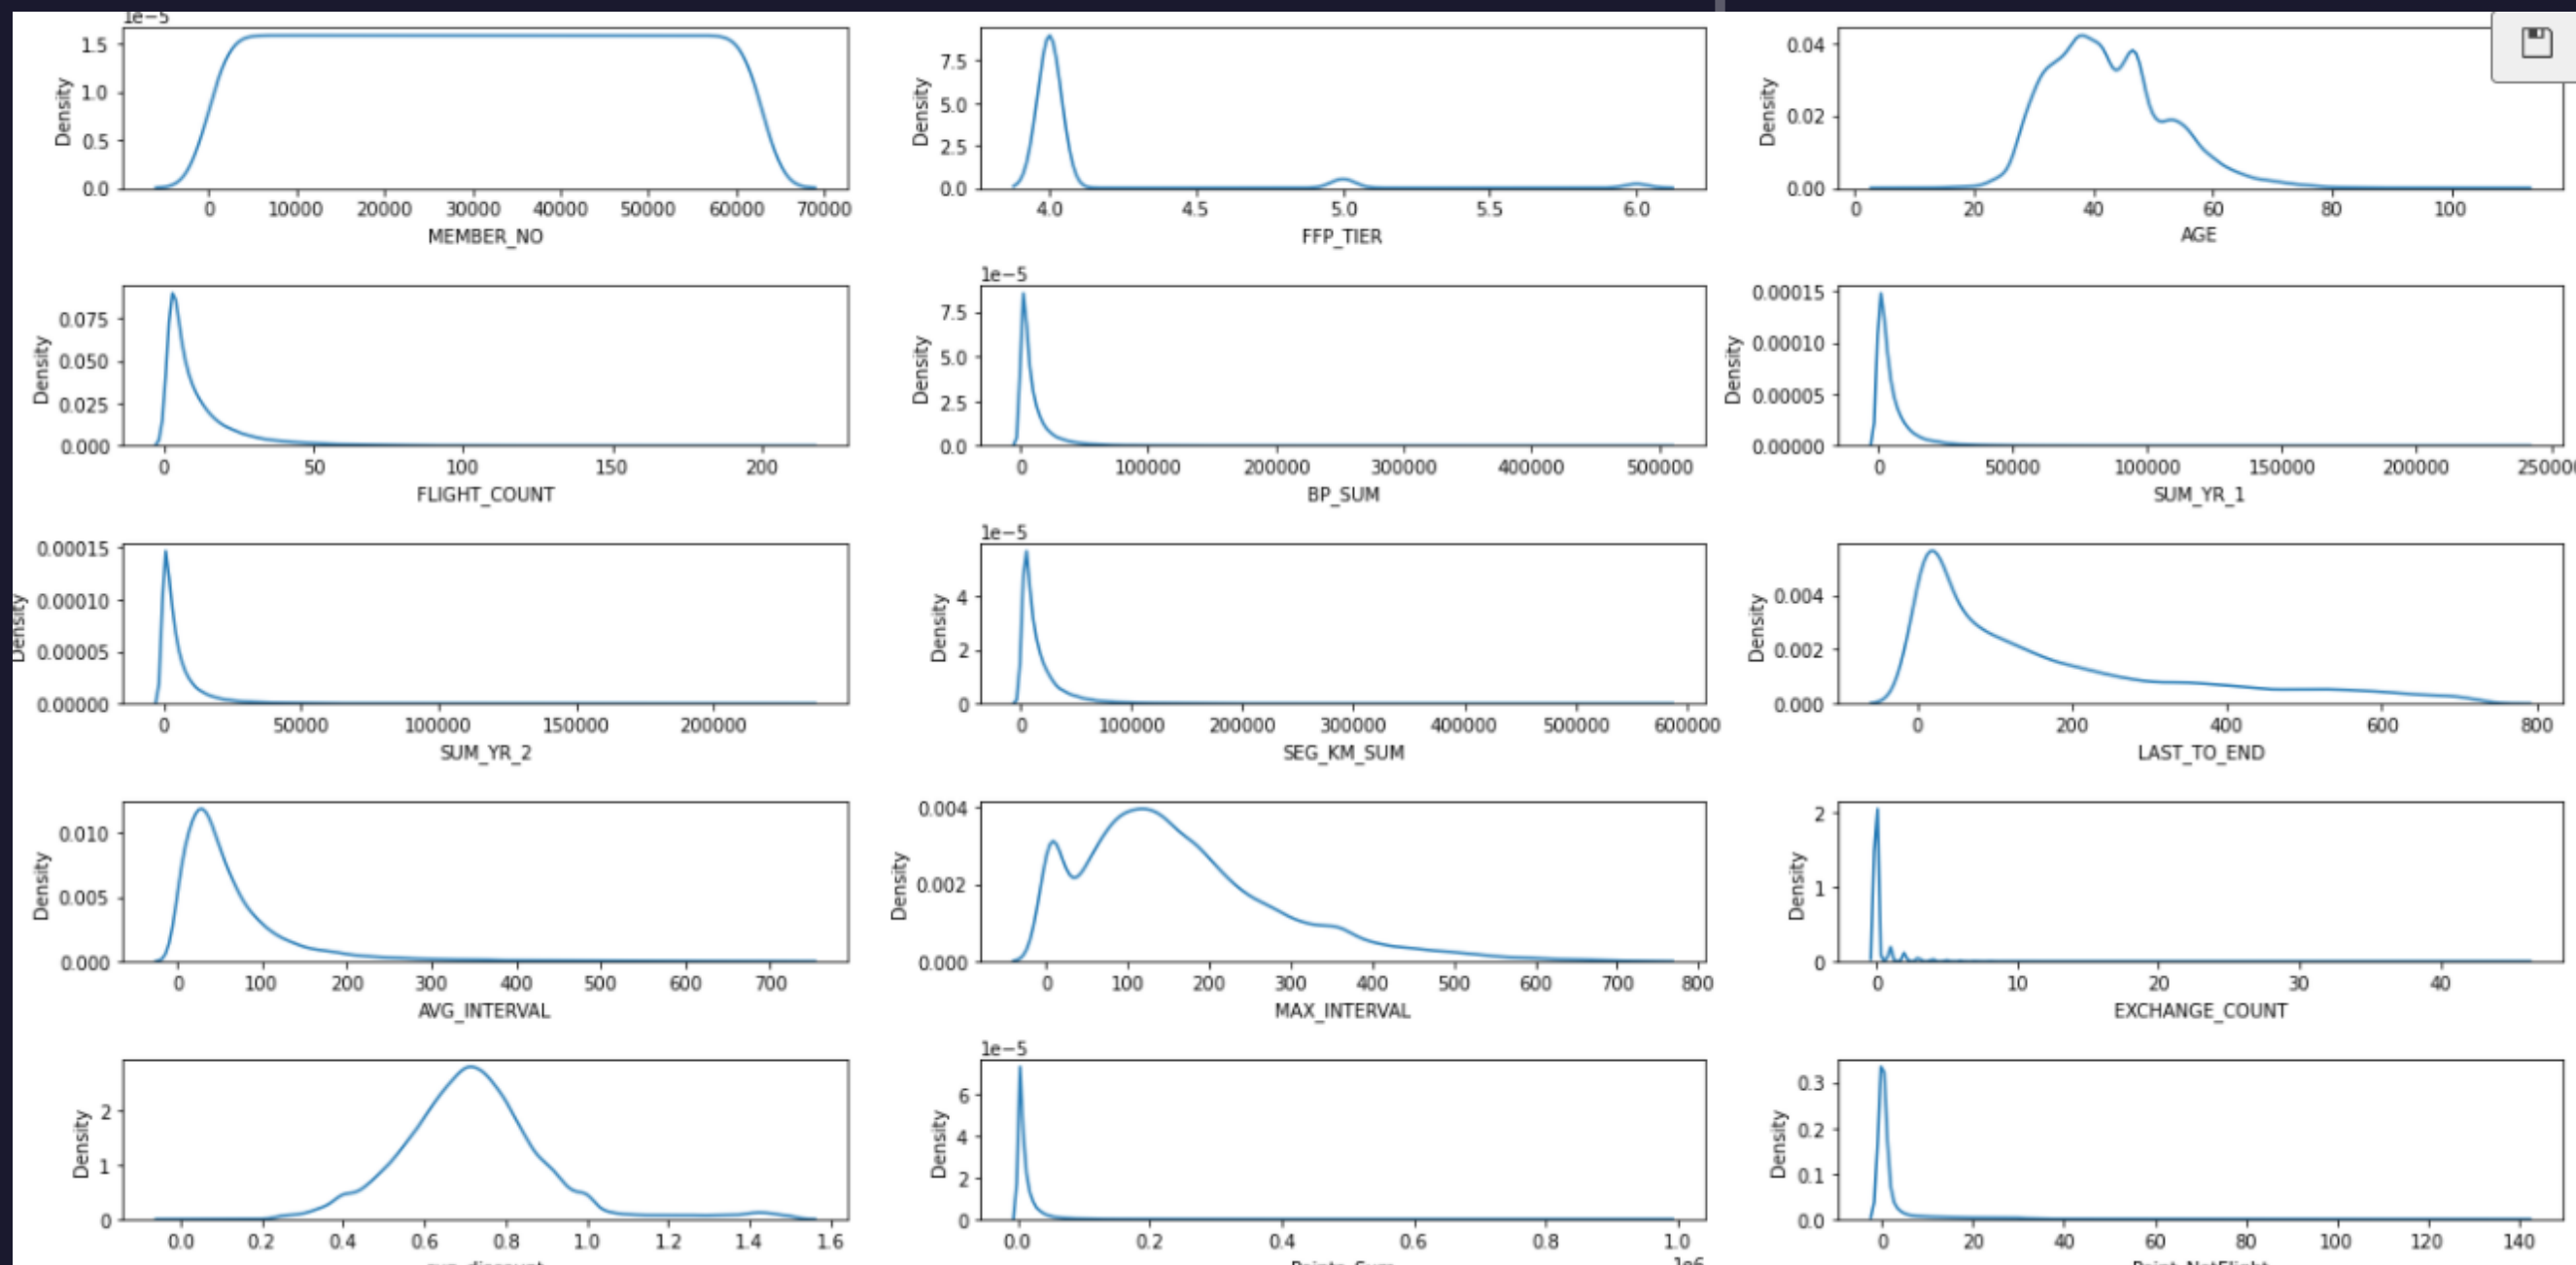 1e−5
1.5
1.0
0.5
0.0
Density
0 10000 20000 30000 40000 50000 60000 70000
MEMBER_NO
7.5
5.0
2.5
0.0
Density
4.0 4.5 5.0 5.5 6.0
FFP_TIER
0.04
0.02
0.00
Density
0 20 40 60 80 100
AGE
0.075
0.050
0.025
0.000
Density
0 50 100 150 200
FLIGHT_COUNT
1e−5
7.5
5.0
2.5
0.0
Density
0 100000 200000 300000 400000 500000
BP_SUM
0.00015
0.00010
0.00005
0.00000
Density
0 50000 100000 150000 200000 250000
SUM_YR_1
0.00015
0.00010
0.00005
0.00000
Density
0 50000 100000 150000 200000
SUM_YR_2
1e−5
4
2
0
Density
0 100000 200000 300000 400000 500000 600000
SEG_KM_SUM
0.004
0.002
0.000
Density
0 200 400 600 800
LAST_TO_END
0.010
0.005
0.000
Density
0 100 200 300 400 500 600 700
AVG_INTERVAL
0.004
0.002
0.000
Density
0 100 200 300 400 500 600 700 800
MAX_INTERVAL
2
1
0
Density
0 10 20 30 40
EXCHANGE_COUNT
2
1
0
Density
0.0 0.2 0.4 0.6 0.8 1.0 1.2 1.4 1.6
1e−5
6
4
2
0
Density
0.0 0.2 0.4 0.6 0.8 1.0
1e6
Points_Sum
0.3
0.2
0.1
0.0
Density
0 20 40 60 80 100 120 140
Point_NotFlight